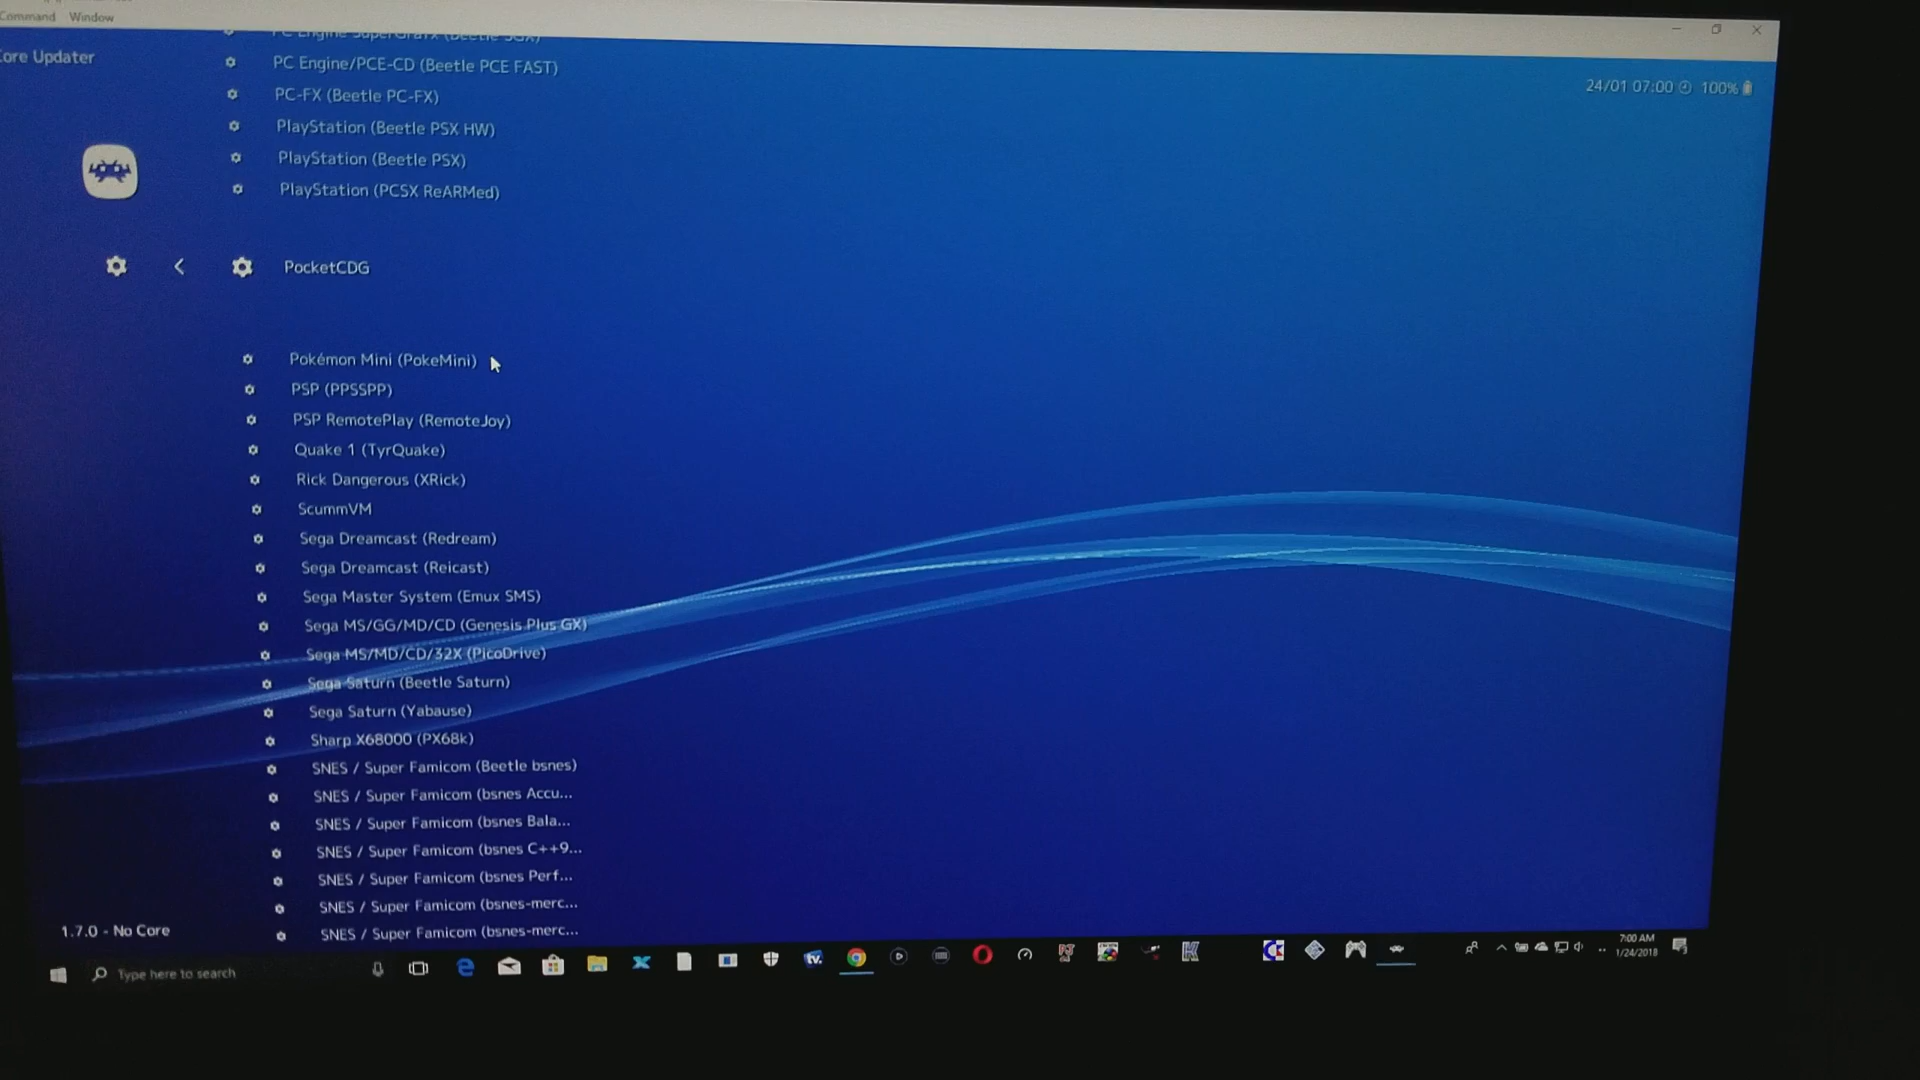 Command Window
Core Updater
PC Engine SuperGrafx (Beetle SGX)
PC Engine/PCE-CD (Beetle PCE FAST)
24/01 07:00 100%
PC-FX (Beetle PC-FX)
PlayStation (Beetle PSX HW)
PlayStation (Beetle PSX)
PlayStation (PCSX ReARMed)
PocketCDG
Pokémon Mini (PokeMini)
PSP (PPSSPP)
PSP RemotePlay (RemoteJoy)
Quake 1 (TyrQuake)
Rick Dangerous (XRick)
ScummVM
Sega Dreamcast (Redream)
Sega Dreamcast (Reicast)
Sega Master System (Emux SMS)
Sega MS/GG/MD/CD (Genesis Plus GX)
Sega MS/MD/CD/32X (PicoDrive)
Sega Saturn (Beetle Saturn)
Sega Saturn (Yabause)
Sharp X68000 (PX68k)
SNES / Super Famicom (Beetle bsnes)
SNES / Super Famicom (bsnes Accu...
SNES / Super Famicom (bsnes Bala...
SNES / Super Famicom (bsnes C++9...
SNES / Super Famicom (bsnes Perf...
SNES / Super Famicom (bsnes-merc...
SNES / Super Famicom (bsnes-merc...
1.7.0 - No Core
Type here to search
7:00 AM
1/24/2018